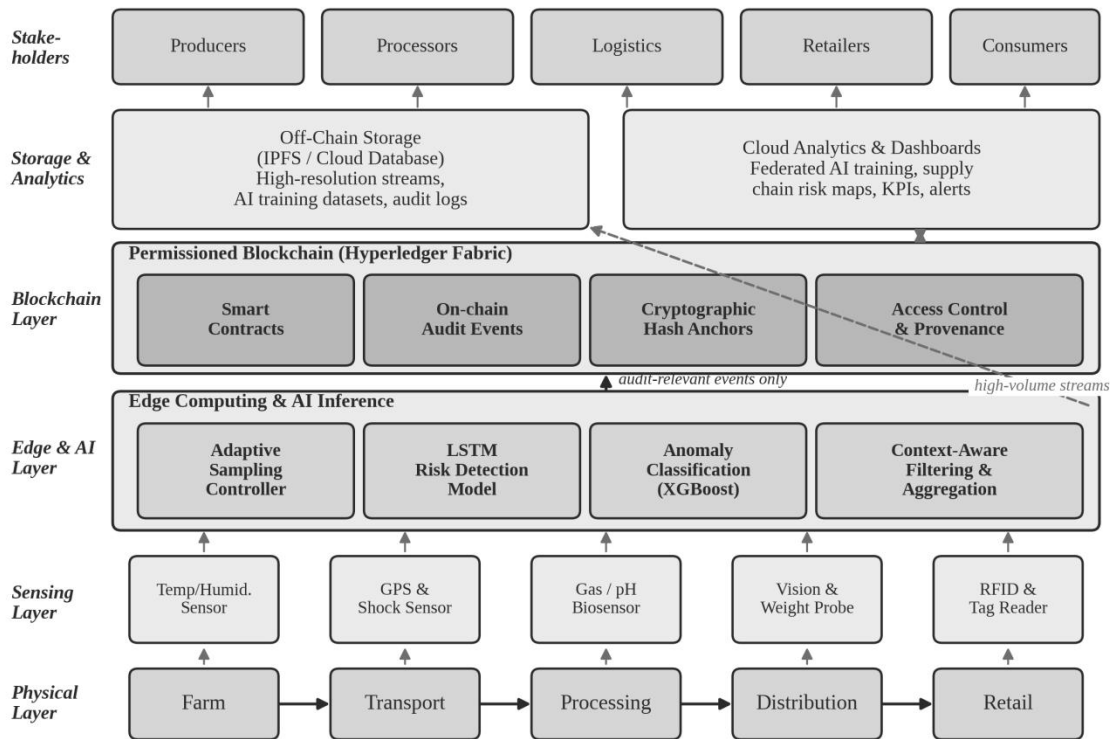 Stake-
holders
Producers
Processors
Logistics
Retailers
Consumers
Storage &
Analytics
Off-Chain Storage
(IPFS / Cloud Database)
High-resolution streams,
AI training datasets, audit logs
Cloud Analytics & Dashboards
Federated AI training, supply
chain risk maps, KPIs, alerts
Blockchain
Layer
Permissioned Blockchain (Hyperledger Fabric)
Smart
Contracts
On-chain
Audit Events
Cryptographic
Hash Anchors
Access Control
& Provenance
audit-relevant events only
high-volume streams
Edge & AI
Layer
Edge Computing & AI Inference
Adaptive
Sampling
Controller
LSTM
Risk Detection
Model
Anomaly
Classification
(XGBoost)
Context-Aware
Filtering &
Aggregation
Sensing
Layer
Temp/Humid.
Sensor
GPS &
Shock Sensor
Gas / pH
Biosensor
Vision &
Weight Probe
RFID &
Tag Reader
Physical
Layer
Farm
Transport
Processing
Distribution
Retail